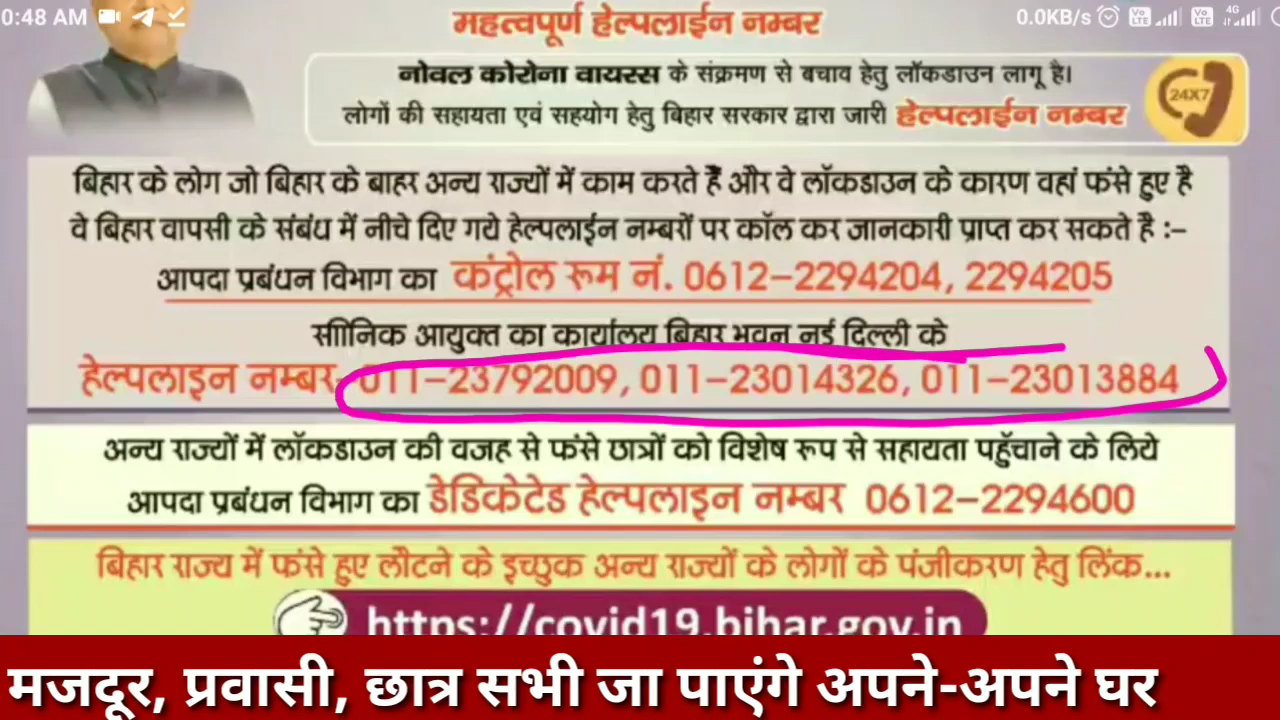 0:48 AM
0.0KB/s
Vo LTE
Vo LTE
4G
महत्वपूर्ण हेल्पलाईन नम्बर
नोवल कोरोना वायरस के संक्रमण से बचाव हेतु लॉकडाउन लागू है।
लोगों की सहायता एवं सहयोग हेतु बिहार सरकार द्वारा जारी हेल्पलाईन नम्बर
24X7
बिहार के लोग जो बिहार के बाहर अन्य राज्यों में काम करते हैं और वे लॉकडाउन के कारण वहां फंसे हुए है
वे बिहार वापसी के संबंध में नीचे दिए गये हेल्पलाईन नम्बरों पर कॉल कर जानकारी प्राप्त कर सकते है :–
आपदा प्रबंधन विभाग का कंट्रोल रूम नं. 0612–2294204, 2294205
सीानिक आयुक्त का कार्यालय बिहार भवन नई दिल्ली के
हेल्पलाइन नम्बर 011–23792009, 011–23014326, 011–23013884
अन्य राज्यों में लॉकडाउन की वजह से फंसे छात्रों को विशेष रूप से सहायता पहुँचाने के लिये
आपदा प्रबंधन विभाग का डेडिकेटेड हेल्पलाइन नम्बर 0612–2294600
बिहार राज्य में फंसे हुए लौटने के इच्छुक अन्य राज्यों के लोगों के पंजीकरण हेतु लिंक...
https://covid19.bihar.gov.in
मजदूर, प्रवासी, छात्र सभी जा पाएंगे अपने-अपने घर